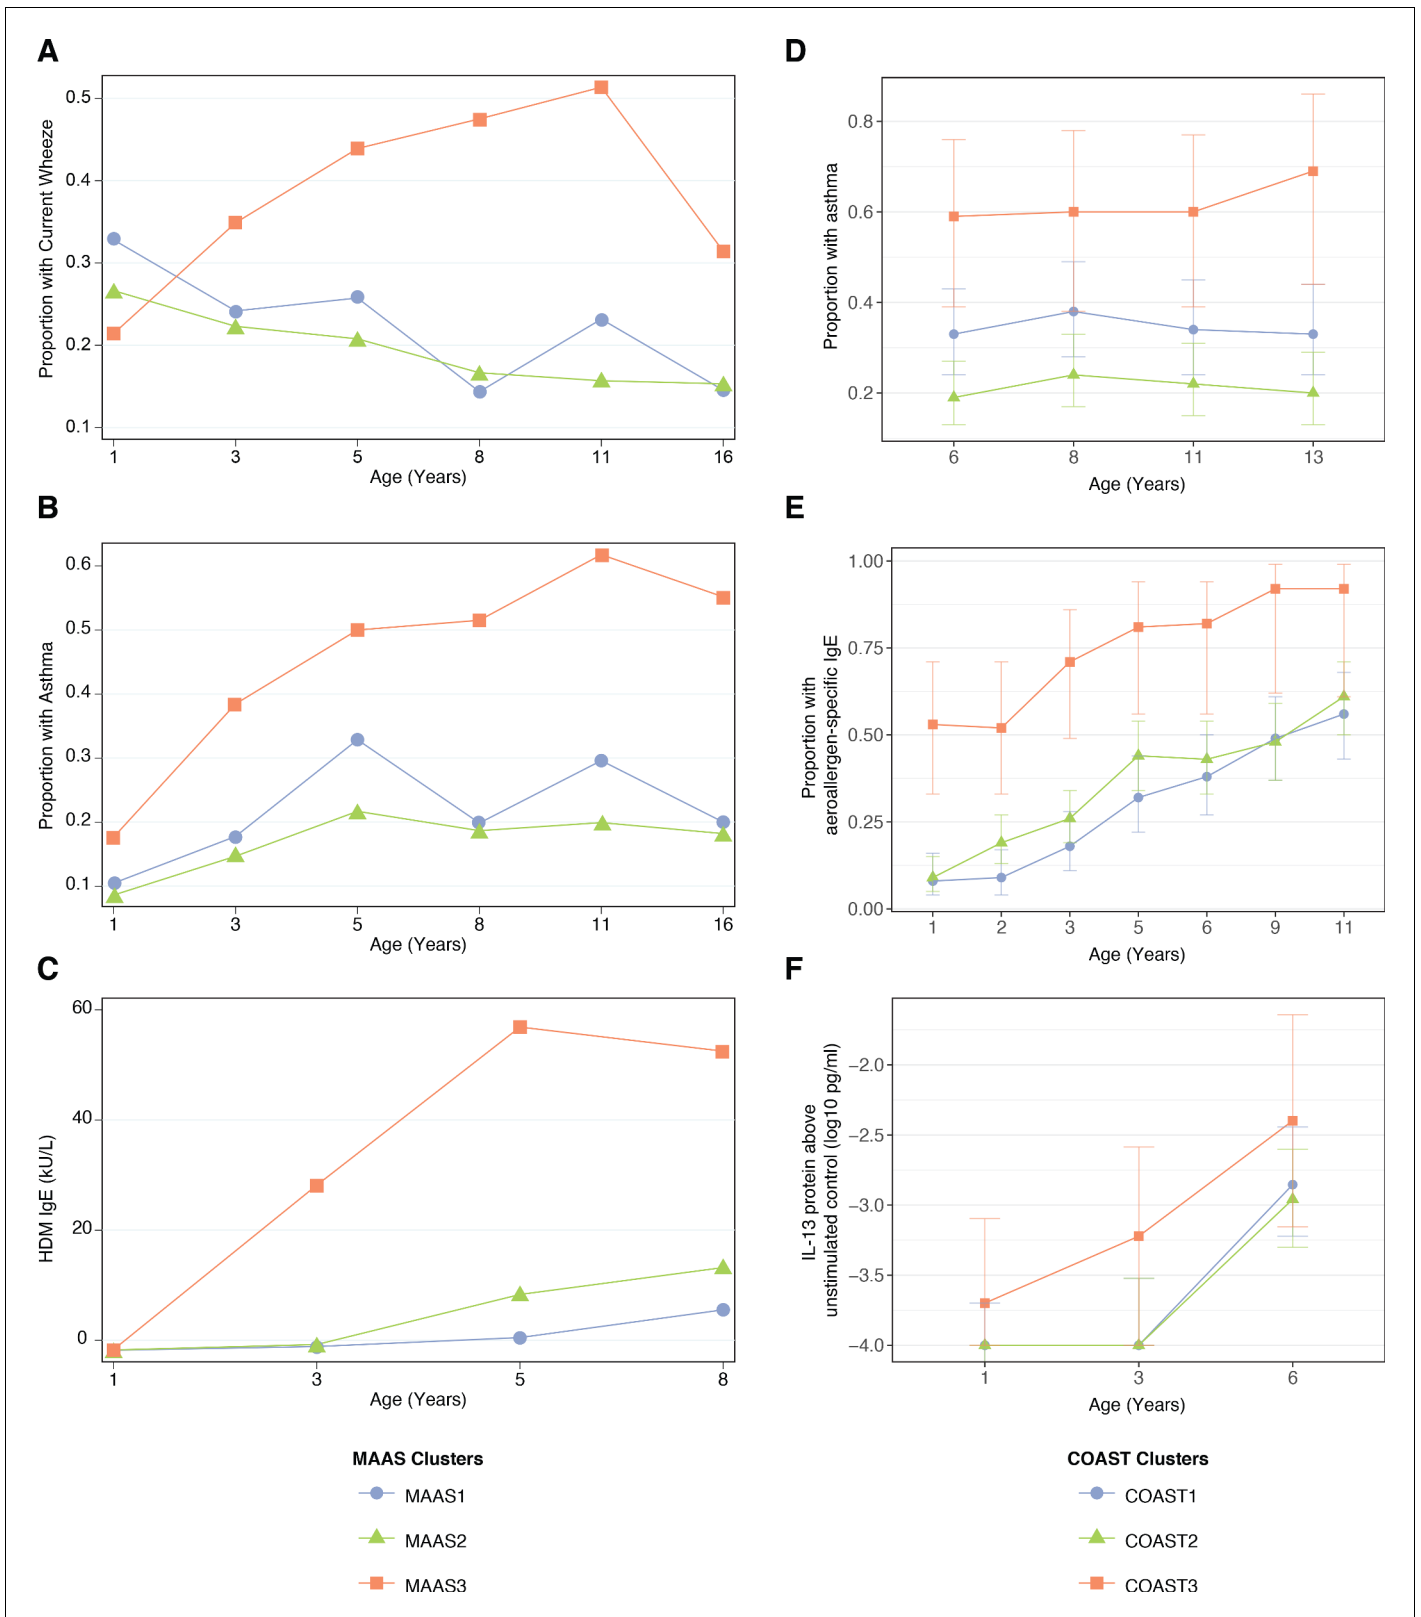 A
Proportion with Current Wheeze
0.5
0.4
0.3
0.2
0.1
1 3 5 8 11 16
Age (Years)
B
Proportion with Asthma
0.6
0.5
0.4
0.3
0.2
0.1
1 3 5 8 11 16
Age (Years)
C
HDM IgE (kU/L)
60
40
20
0
1 3 5 8
Age (Years)
MAAS Clusters
MAAS1
MAAS2
MAAS3
D
Proportion with asthma
0.8
0.6
0.4
0.2
6 8 11 13
Age (Years)
E
Proportion with
aeroallergen-specific IgE
1.00
0.75
0.50
0.25
0.00
1 2 3 5 6 9 11
Age (Years)
F
IL-13 protein above
unstimulated control (log10 pg/ml)
−2.0
−2.5
−3.0
−3.5
−4.0
1 3 6
Age (Years)
COAST Clusters
COAST1
COAST2
COAST3